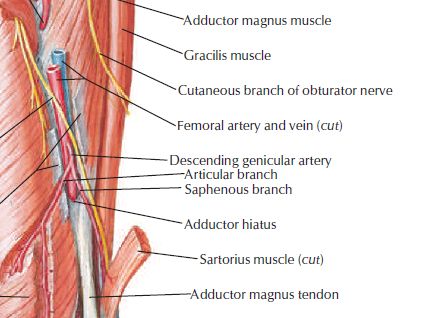 Adductor magnus muscle
Gracilis muscle
Cutaneous branch of obturator nerve
Femoral artery and vein (cut)
Descending genicular artery
Articular branch
Saphenous branch
Adductor hiatus
Sartorius muscle (cut)
Adductor magnus tendon